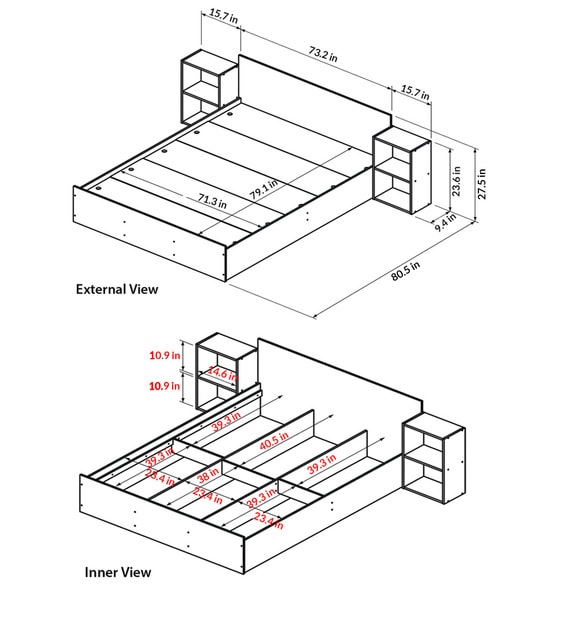 15.7 in
73.2 in
15.7 in
79.1 in
71.3 in
23.6 in
27.5 in
9.4 in
80.5 in
External View
10.9 in
14.6 in
10.9 in
39.3 in
40.5 in
39.3 in
39.3 in
38 in
23.4 in
23.4 in
39.3 in
23.4 in
Inner View